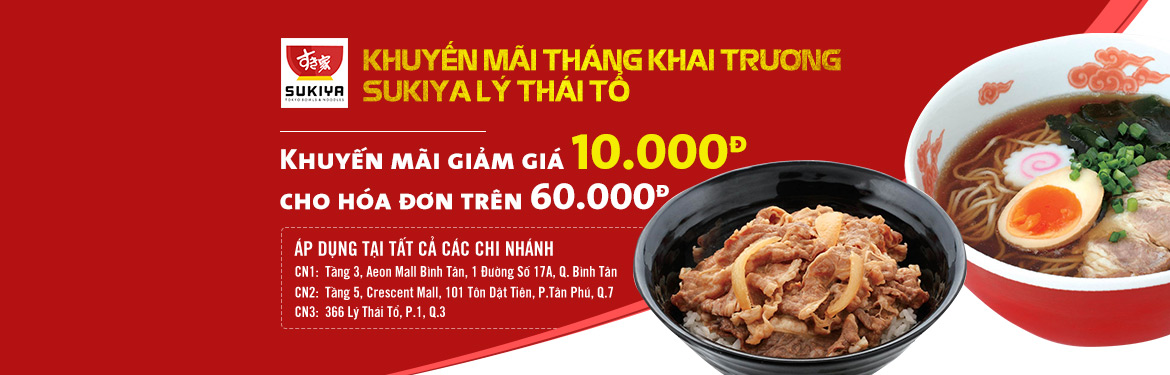 すき家
SUKIYA
TOKYO BOWLS & NOODLES
KHUYẾN MÃI THÁNG KHAI TRƯƠNG
SUKIYA LÝ THÁI TỔ
KHUYẾN MÃI GIẢM GIÁ 10.000Đ
CHO HÓA ĐƠN TRÊN 60.000Đ
ÁP DỤNG TẠI TẤT CẢ CÁC CHI NHÁNH
CN1: Tầng 3, Aeon Mall Bình Tân, 1 Đường Số 17A, Q. Bình Tân
CN2: Tầng 5, Crescent Mall, 101 Tôn Dật Tiên, P.Tân Phú, Q.7
CN3: 366 Lý Thái Tổ, P.1, Q.3